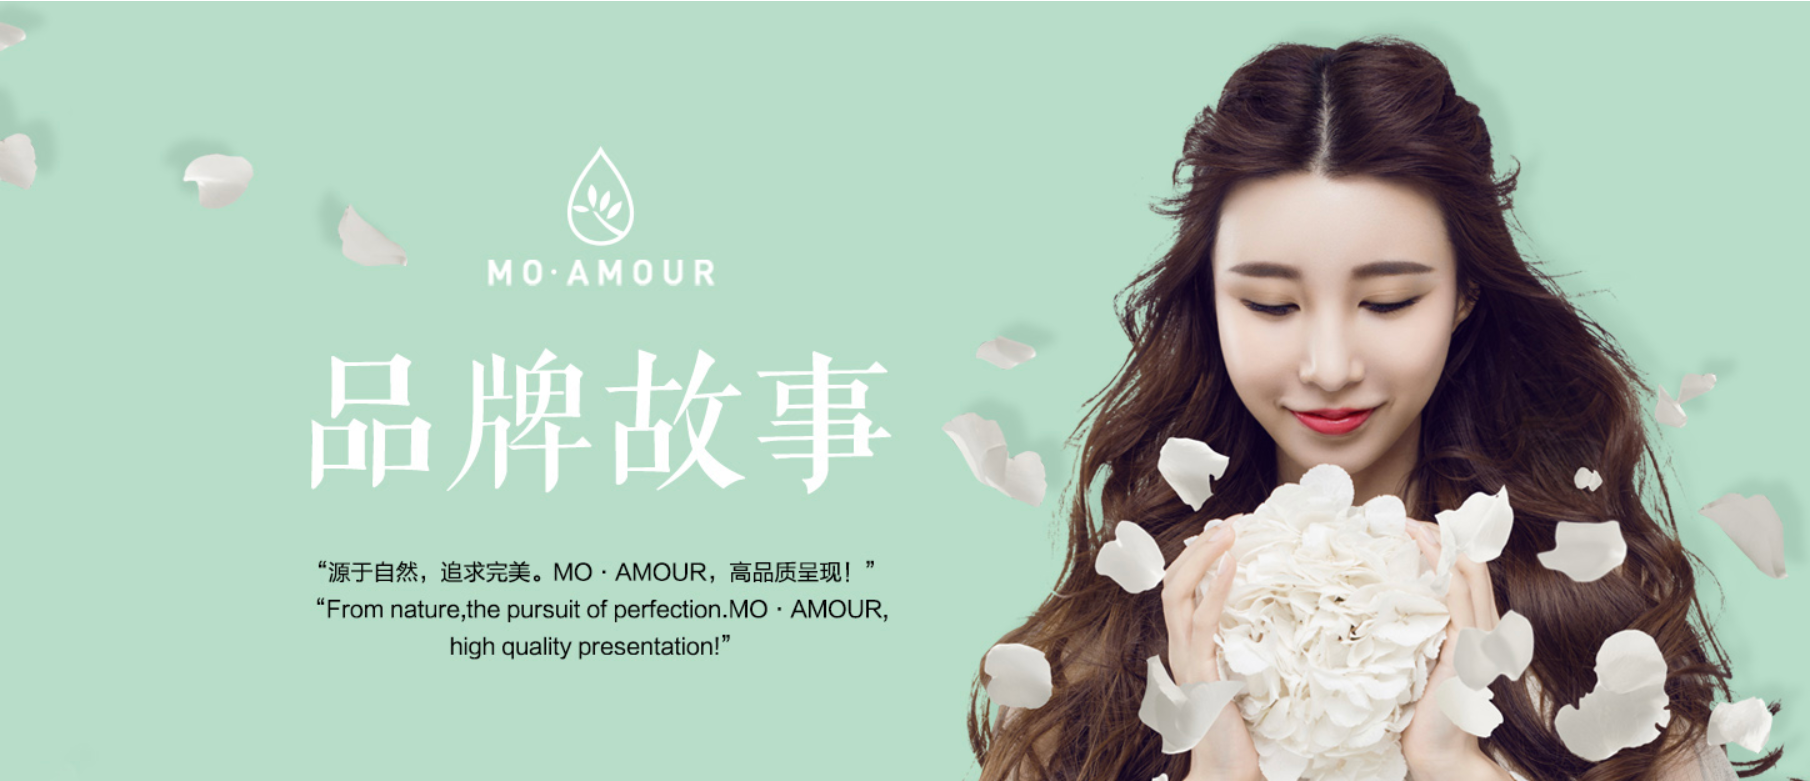 MO·AMOUR
品牌故事
“源于自然，追求完美。MO · AMOUR，高品质呈现！”
“From nature,the pursuit of perfection.MO · AMOUR,
high quality presentation!”